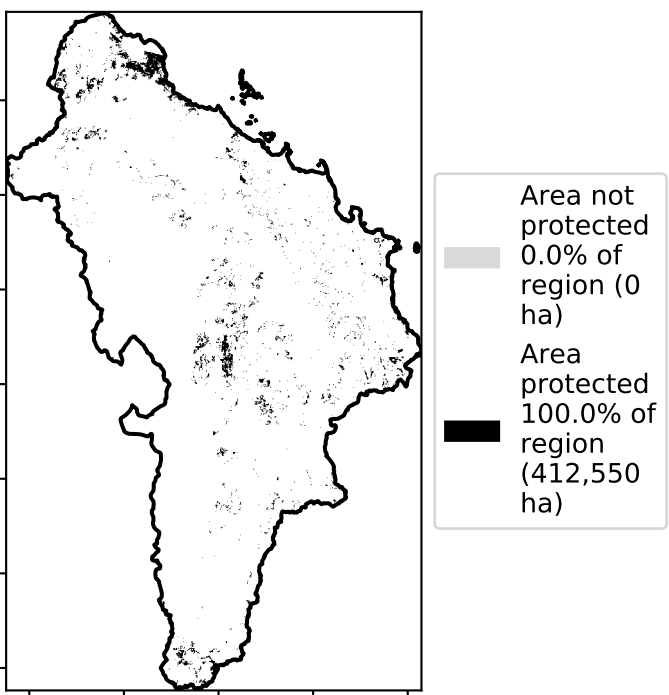 Area not
protected
0.0% of
region (0
ha)
Area
protected
100.0% of
region
(412,550
ha)